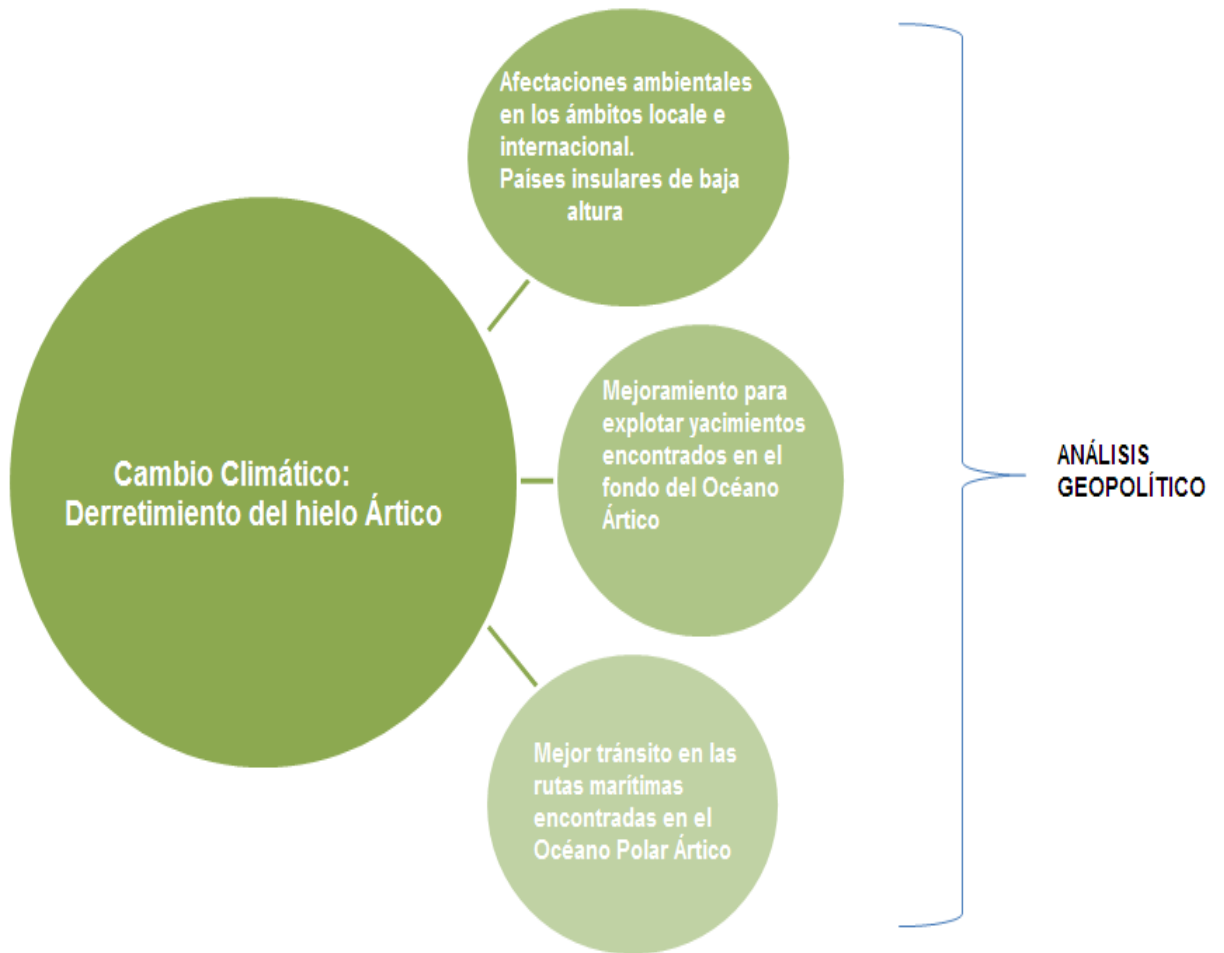 Afectaciones ambientales
en los ámbitos locale e
internacional.
Países insulares de baja
altura
Cambio Climático:
Derretimiento del hielo Ártico
Mejoramiento para
explotar yacimientos
encontrados en el
fondo del Océano
Ártico
Mejor tránsito en las
rutas marítimas
encontradas en el
Océano Polar Ártico
ANÁLISIS
GEOPOLÍTICO